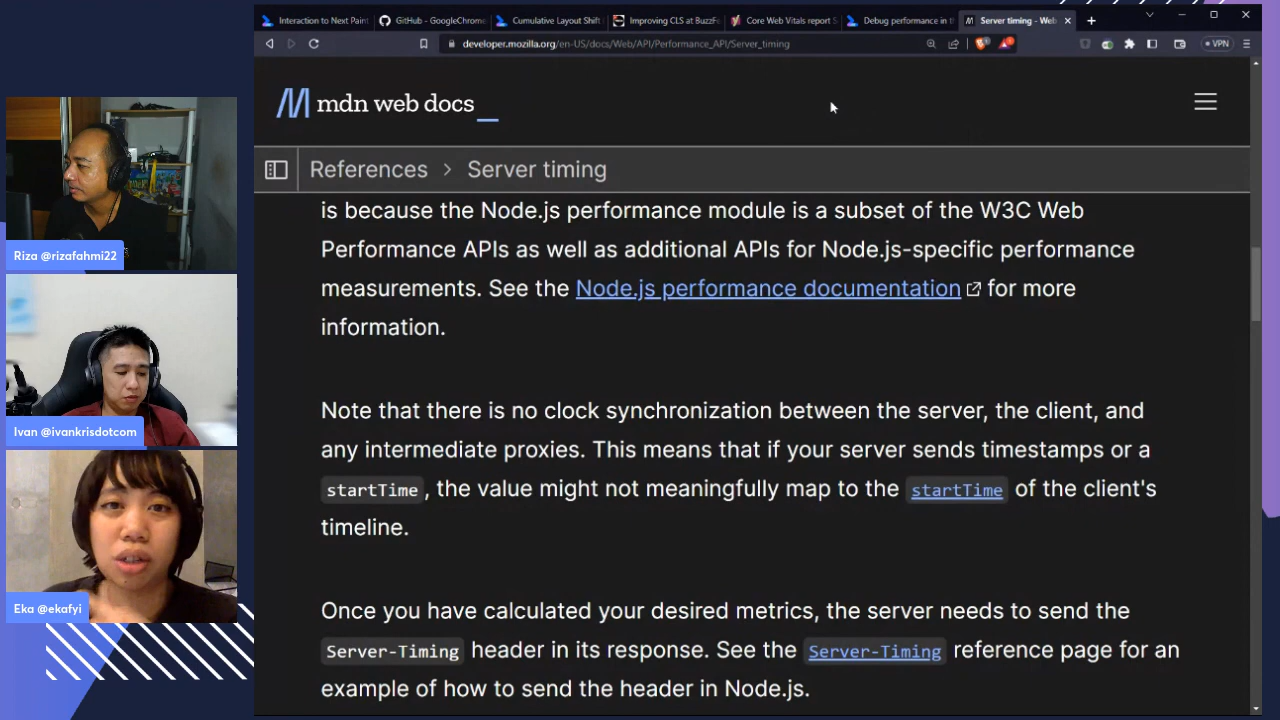 Interaction to Next Paint
GitHub - GoogleChrome
Cumulative Layout Shift
Improving CLS at BuzzFe
Core Web Vitals report S
Debug performance in th
Server timing - Web
developer.mozilla.org/en-US/docs/Web/API/Performance_API/Server_timing
VPN
mdn web docs_
References > Server timing
is because the Node.js performance module is a subset of the W3C Web
Performance APIs as well as additional APIs for Node.js-specific performance
measurements. See the Node.js performance documentation for more
information.
Note that there is no clock synchronization between the server, the client, and
any intermediate proxies. This means that if your server sends timestamps or a
startTime, the value might not meaningfully map to the startTime of the client's
timeline.
Once you have calculated your desired metrics, the server needs to send the
Server-Timing header in its response. See the Server-Timing reference page for an
example of how to send the header in Node.js.
Riza @rizafahmi22
Ivan @ivankrisdotcom
Eka @ekafyi